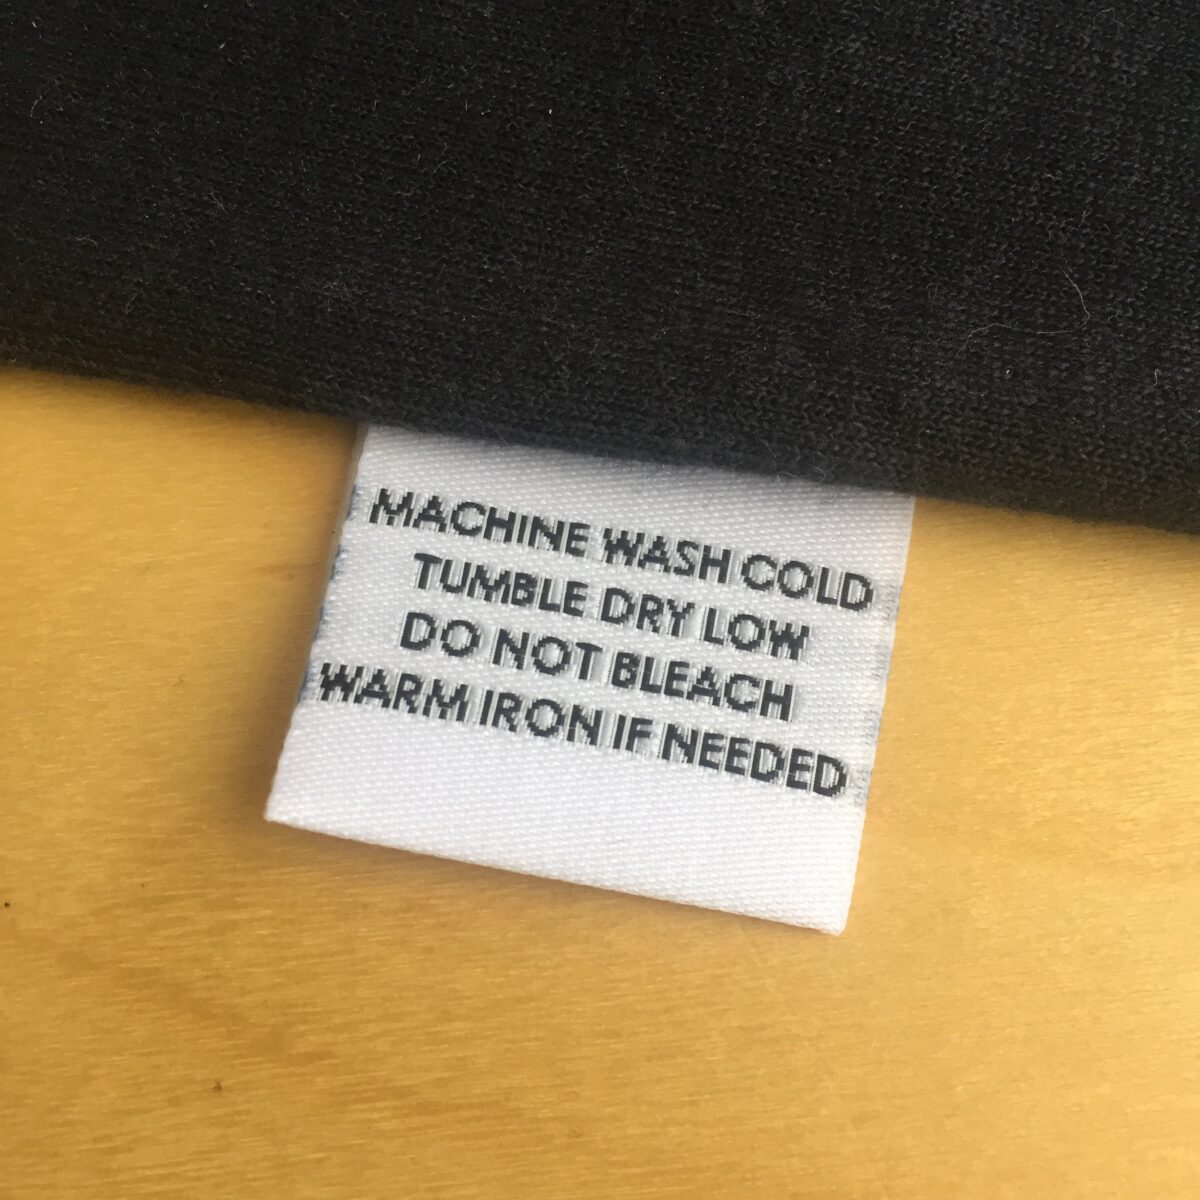 MACHINE WASH COLD
TUMBLE DRY LOW
DO NOT BLEACH
WARM IRON IF NEEDED